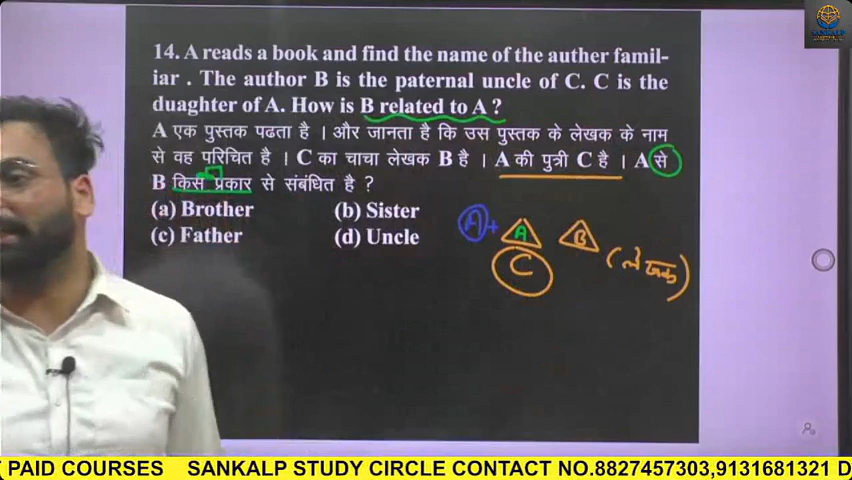 14. A reads a book and find the name of the auther famil-
iar . The author B is the paternal uncle of C. C is the
duaghter of A. How is B related to A ?
A एक पुस्तक पढता है । और जानता है कि उस पुस्तक के लेखक के नाम
से वह परिचित है । C का चाचा लेखक B है । A की पुत्री C है । A से
B किस प्रकार से संबंधित है ?
(a) Brother (b) Sister
(c) Father (d) Uncle
A + A B
C (लेखक)
SANKALP
PAID COURSES SANKALP STUDY CIRCLE CONTACT NO.8827457303,9131681321 D